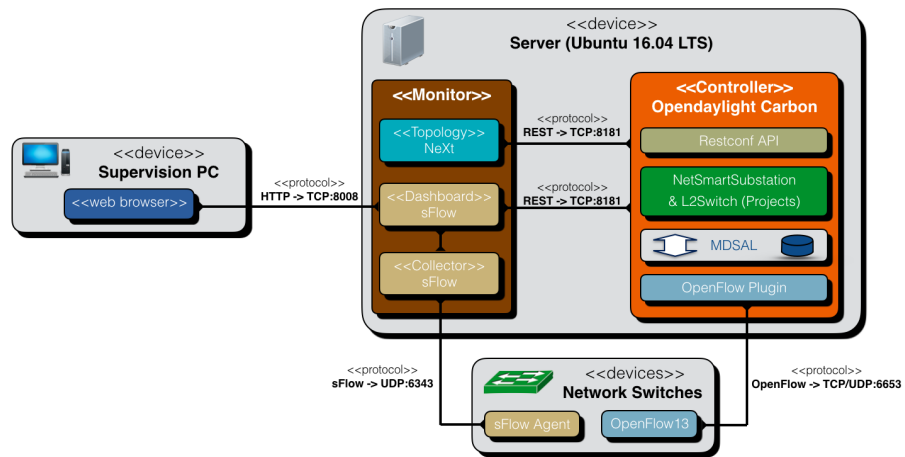 <<device>>
Server (Ubuntu 16.04 LTS)
<<Monitor>>
<<Controller>>
Opendaylight Carbon
<<Topology>>
NeXt
<<protocol>>
REST -> TCP:8181
Restconf API
<<device>>
Supervision PC
<<web browser>>
<<protocol>>
HTTP -> TCP:8008
<<Dashboard>>
sFlow
<<protocol>>
REST -> TCP:8181
NetSmartSubstation
& L2Switch (Projects)
MDSAL
<<Collector>>
sFlow
OpenFlow Plugin
<<protocol>>
sFlow -> UDP:6343
<<devices>>
Network Switches
<<protocol>>
OpenFlow -> TCP/UDP:6653
sFlow Agent
OpenFlow13